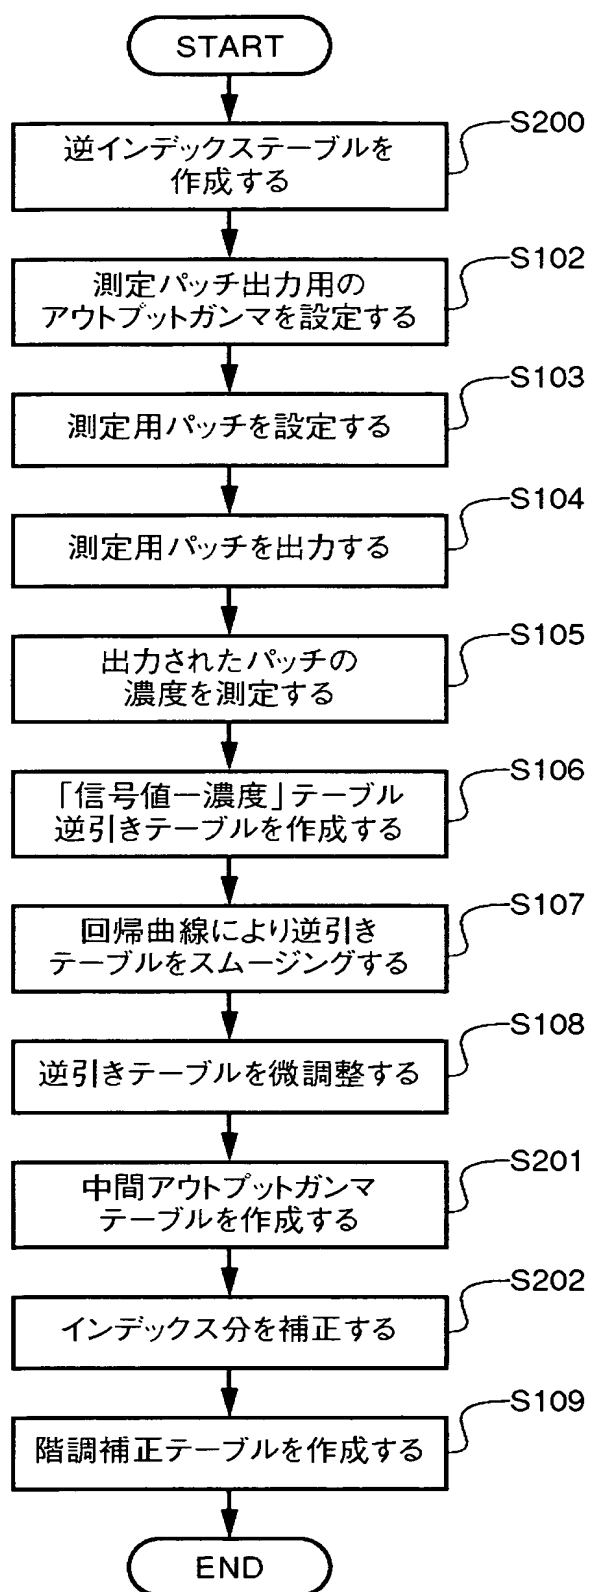 START
S200
逆インデックステーブルを
作成する
S102
測定パッチ出力用の
アウトプットガンマを設定する
S103
測定用パッチを設定する
S104
測定用パッチを出力する
S105
出力されたパッチの
濃度を測定する
S106
「信号値ー濃度」テーブル
逆引きテーブルを作成する
S107
回帰曲線により逆引き
テーブルをスムージングする
S108
逆引きテーブルを微調整する
S201
中間アウトプットガンマ
テーブルを作成する
S202
インデックス分を補正する
S109
階調補正テーブルを作成する
END